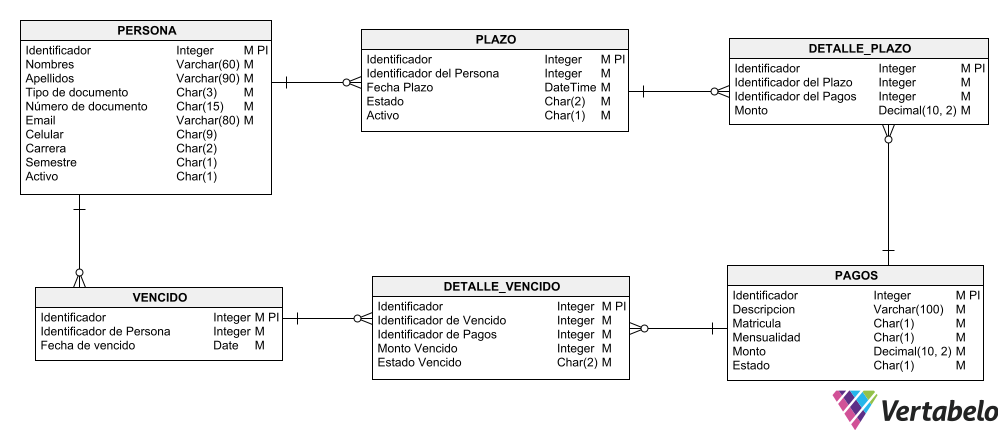 PERSONA
Identificador Integer M PI
Nombres Varchar(60) M
Apellidos Varchar(90) M
Tipo de documento Char(3) M
Número de documento Char(15) M
Email Varchar(80) M
Celular Char(9)
Carrera Char(2)
Semestre Char(1)
Activo Char(1)
PLAZO
Identificador Integer M PI
Identificador del Persona Integer M
Fecha Plazo DateTime M
Estado Char(2) M
Activo Char(1) M
DETALLE_PLAZO
Identificador Integer M PI
Identificador del Plazo Integer M
Identificador del Pagos Integer M
Monto Decimal(10, 2) M
VENCIDO
Identificador Integer M PI
Identificador de Persona Integer M
Fecha de vencido Date M
DETALLE_VENCIDO
Identificador Integer M PI
Identificador de Vencido Integer M
Identificador de Pagos Integer M
Monto Vencido Integer M
Estado Vencido Char(2) M
PAGOS
Identificador Integer M PI
Descripcion Varchar(100) M
Matricula Char(1) M
Mensualidad Char(1) M
Monto Decimal(10, 2) M
Estado Char(1) M
Vertabelo